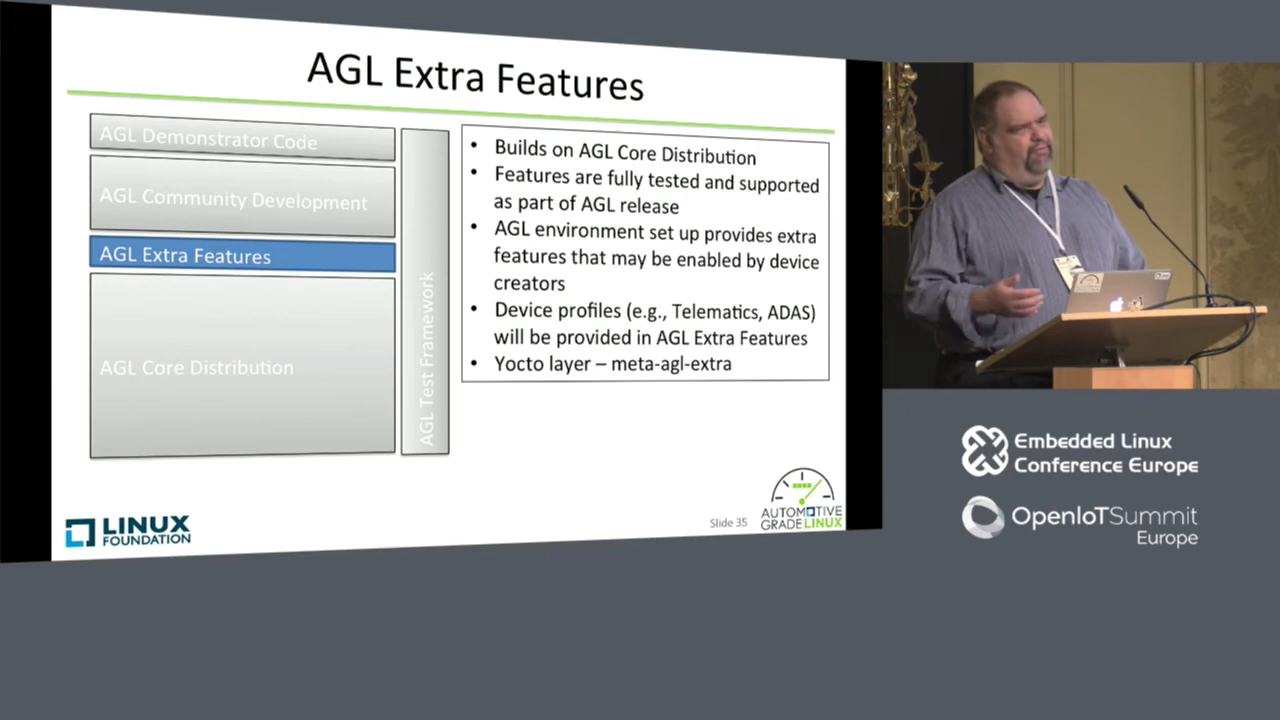 AGL Extra Features
AGL Demonstrator Code
AGL Community Development
AGL Extra Features
AGL Core Distribution
AGL Test Framework
• Builds on AGL Core Distribution
• Features are fully tested and supported
as part of AGL release
• AGL environment set up provides extra
features that may be enabled by device
creators
• Device profiles (e.g., Telematics, ADAS)
will be provided in AGL Extra Features
• Yocto layer – meta-agl-extra
LINUX
FOUNDATION
Slide 35
AUTOMOTIVE
GRADELINUX
Embedded Linux
Conference Europe
OpenIoTSummit
Europe